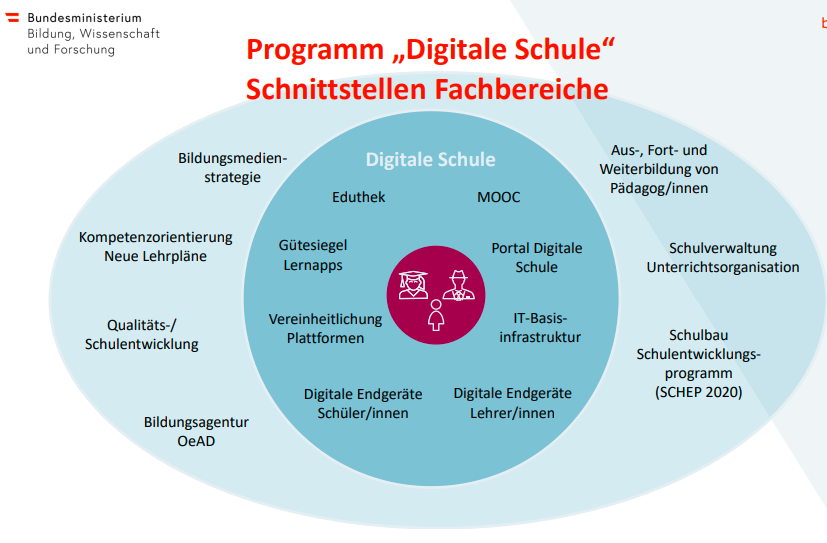 Bundesministerium
Bildung, Wissenschaft
und Forschung
Programm „Digitale Schule“
Schnittstellen Fachbereiche
Digitale Schule
Bildungsmedien-
strategie
Kompetenzorientierung
Neue Lehrpläne
Qualitäts-/
Schulentwicklung
Bildungsagentur
OeAD
Eduthek
MOOC
Gütesiegel
Lernapps
Portal Digitale
Schule
Vereinheitlichung
Plattformen
IT-Basis-
infrastruktur
Digitale Endgeräte
Schüler/innen
Digitale Endgeräte
Lehrer/innen
Aus-, Fort- und
Weiterbildung von
Pädagog/innen
Schulverwaltung
Unterrichtsorganisation
Schulbau
Schulentwicklungs-
programm
(SCHEP 2020)